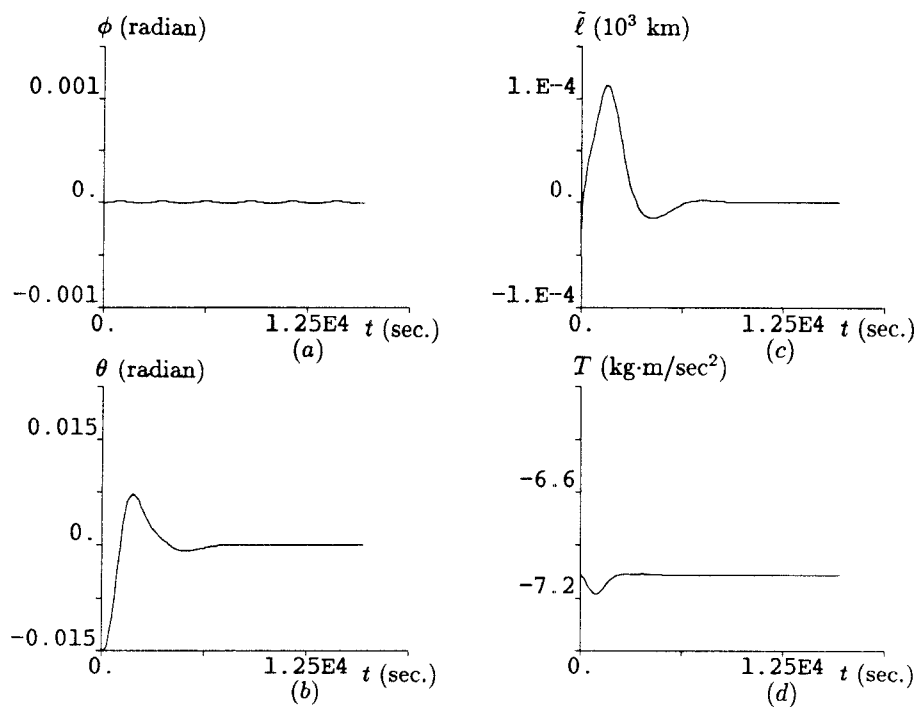 ϕ (radian)
0.001
0.
-0.001
0.
1.25E4
t (sec.)
(a)
ℓ̃ (10³ km)
1.E-4
0.
-1.E-4
0.
1.25E4
t (sec.)
(c)
θ (radian)
0.015
0.
-0.015
0.
1.25E4
t (sec.)
(b)
T (kg·m/sec²)
-6.6
-7.2
0.
1.25E4
t (sec.)
(d)